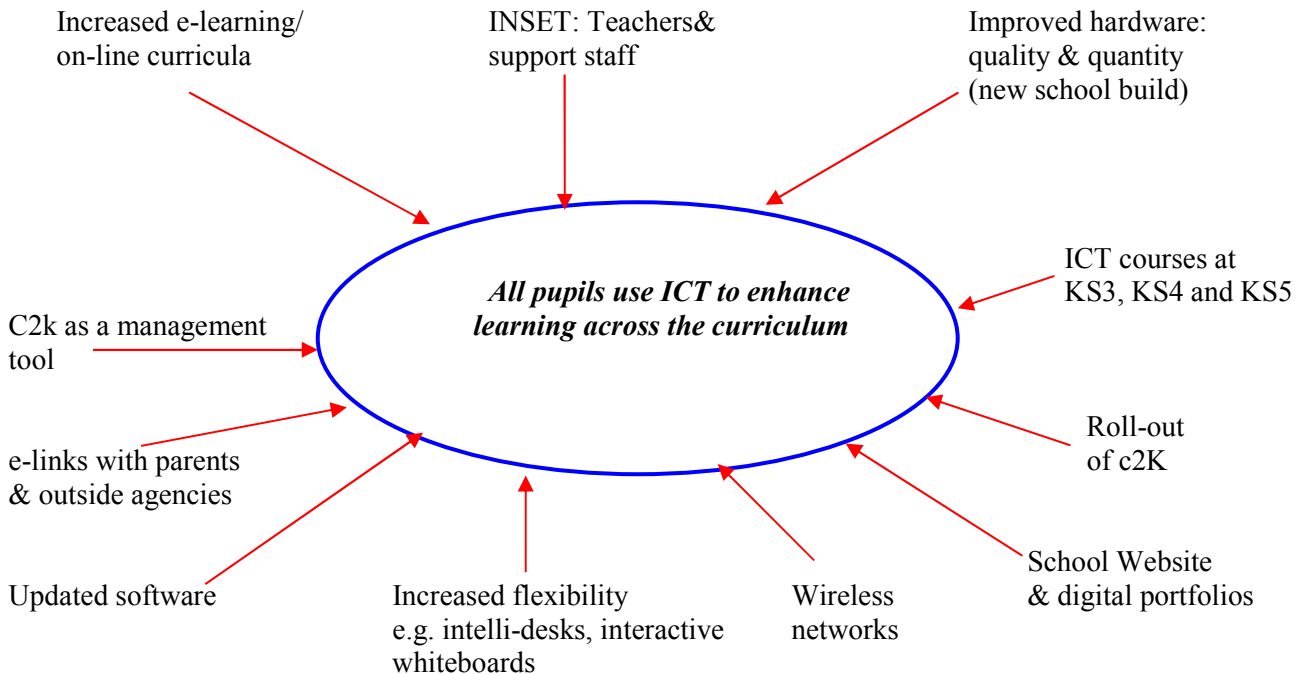 Increased e-learning/
on-line curricula
INSET: Teachers&
support staff
Improved hardware:
quality & quantity
(new school build)
All pupils use ICT to enhance
learning across the curriculum
ICT courses at
KS3, KS4 and KS5
C2k as a management
tool
Roll-out
of c2K
e-links with parents
& outside agencies
School Website
& digital portfolios
Updated software
Increased flexibility
e.g. intelli-desks, interactive
whiteboards
Wireless
networks